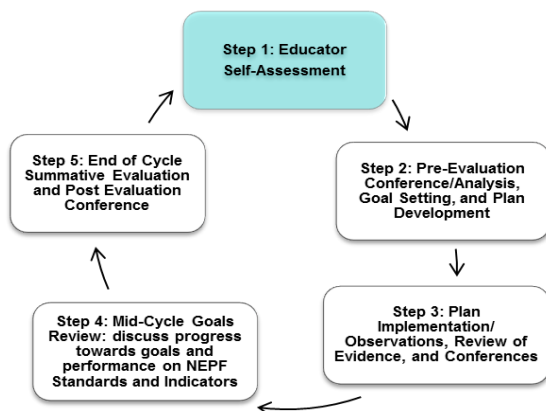 Step 1: Educator
Self-Assessment
Step 2: Pre-Evaluation
Conference/Analysis,
Goal Setting, and Plan
Development
Step 3: Plan
Implementation/
Observations, Review of
Evidence, and Conferences
Step 4: Mid-Cycle Goals
Review: discuss progress
towards goals and
performance on NEPF
Standards and Indicators
Step 5: End of Cycle
Summative Evaluation
and Post Evaluation
Conference